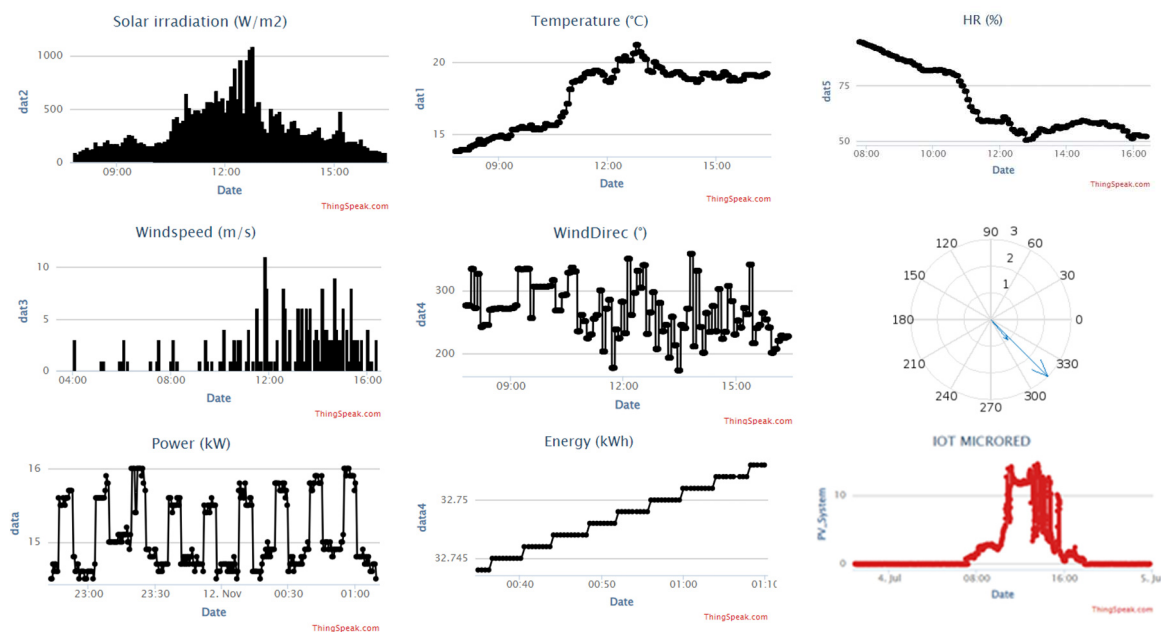 Solar irradiation (W/m2)
1000
500
0
dat2
09:00 12:00 15:00
Date
ThingSpeak.com
Temperature (°C)
20
15
dat1
09:00 12:00 15:00
Date
ThingSpeak.com
HR (%)
75
50
dat5
08:00 10:00 12:00 14:00 16:00
Date
ThingSpeak.com
Windspeed (m/s)
10
5
0
dat3
04:00 08:00 12:00 16:00
Date
ThingSpeak.com
WindDirec (°)
300
200
dat4
09:00 12:00 15:00
Date
ThingSpeak.com
90 3
120 60
2
150 1 30
180 0
210 330
240 300
270
Power (kW)
16
15
data
23:00 23:30 12. Nov 00:30 01:00
Date
ThingSpeak.com
Energy (kWh)
32.75
32.745
data4
00:40 00:50 01:00 01:10
Date
ThingSpeak.com
IOT MICRORED
10
0
PV_System
4. Jul 08:00 16:00 5. Ju
Date
ThingSpeak.com